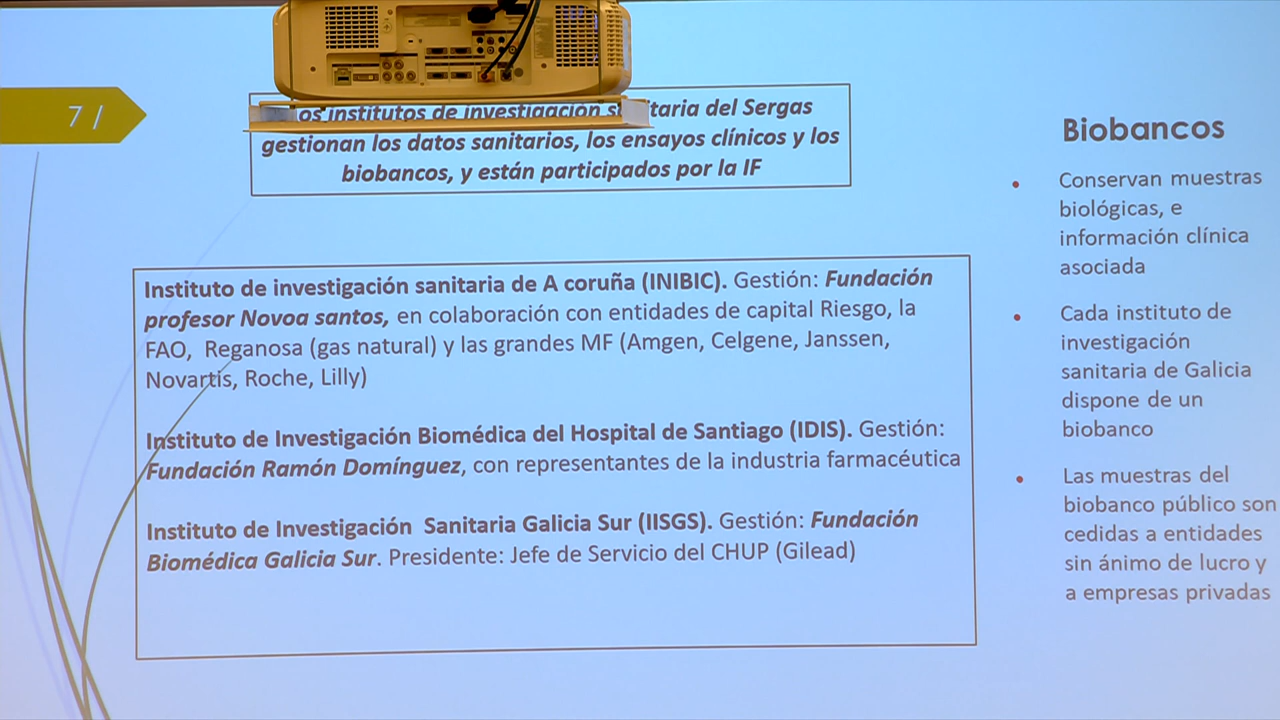 7 /
os institutos de investigación sanitaria del Sergas
gestionan los datos sanitarios, los ensayos clínicos y los
biobancos, y están participados por la IF
Instituto de investigación sanitaria de A coruña (INIBIC). Gestión: Fundación
profesor Novoa santos, en colaboración con entidades de capital Riesgo, la
FAO, Reganosa (gas natural) y las grandes MF (Amgen, Celgene, Janssen,
Novartis, Roche, Lilly)
Instituto de Investigación Biomédica del Hospital de Santiago (IDIS). Gestión:
Fundación Ramón Domínguez, con representantes de la industria farmacéutica
Instituto de Investigación Sanitaria Galicia Sur (IISGS). Gestión: Fundación
Biomédica Galicia Sur. Presidente: Jefe de Servicio del CHUP (Gilead)
Biobancos
• Conservan muestras
biológicas, e
información clínica
asociada
• Cada instituto de
investigación
sanitaria de Galicia
dispone de un
biobanco
• Las muestras del
biobanco público son
cedidas a entidades
sin ánimo de lucro y
a empresas privadas